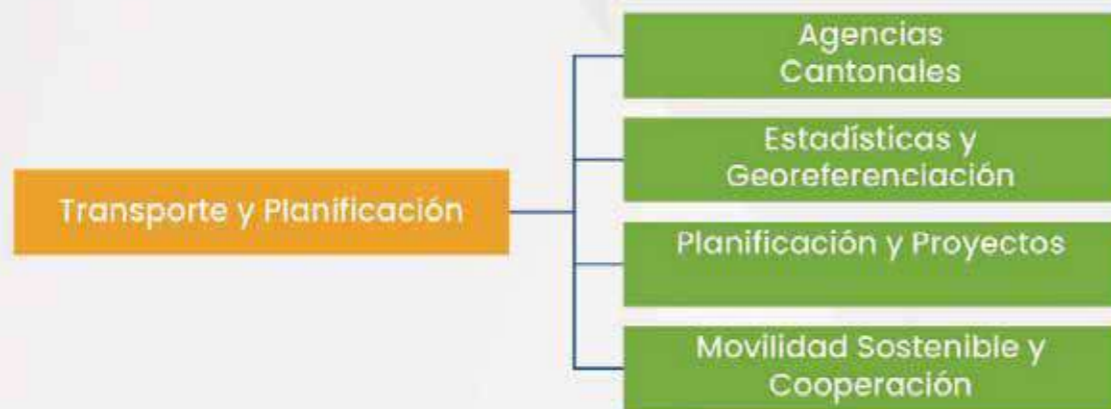 Agencias
Cantonales
Estadísticas y
Georeferenciación
Transporte y Planificación
Planificación y Proyectos
Movilidad Sostenible y
Cooperación